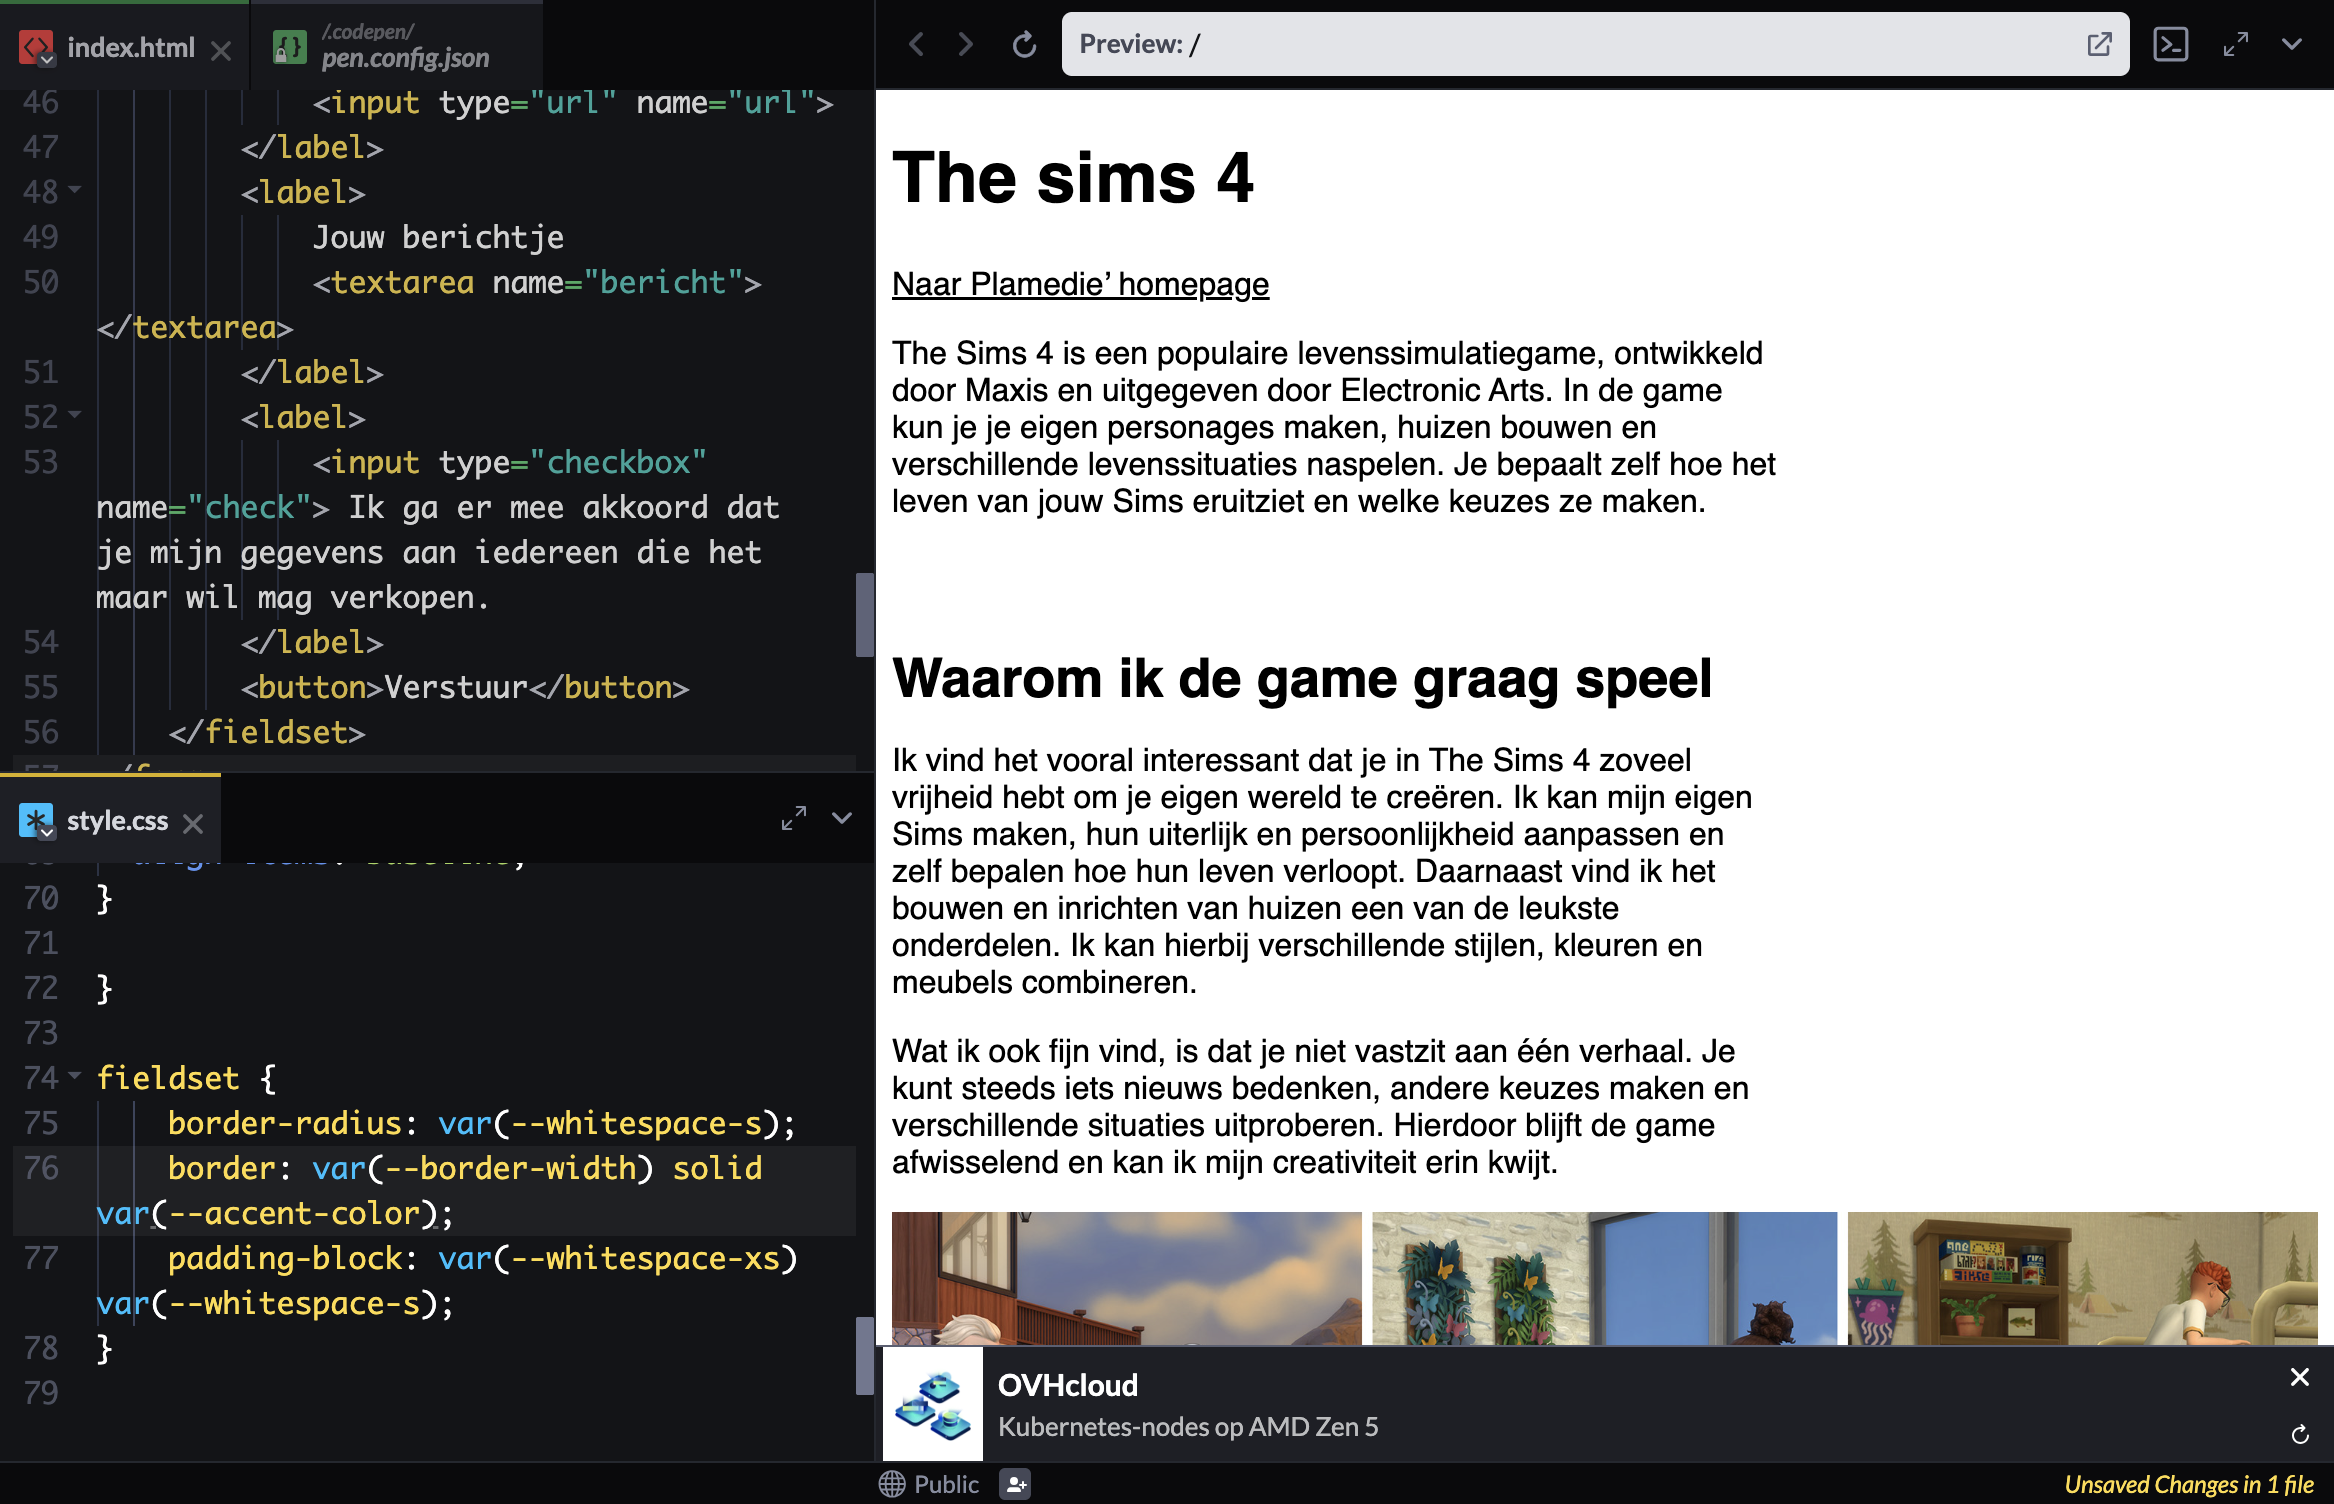 index.html
/.codepen/
pen.config.json
46 <input type="url" name="url">
47 </label>
48 <label>
49 Jouw berichtje
50 <textarea name="bericht">
</textarea>
51 </label>
52 <label>
53 <input type="checkbox"
name="check"> Ik ga er mee akkoord dat
je mijn gegevens aan iedereen die het
maar wil mag verkopen.
54 </label>
55 <button>Verstuur</button>
56 </fieldset>
style.css
70 }
71
72 }
73
74 fieldset {
75 border-radius: var(--whitespace-s);
76 border: var(--border-width) solid
var(--accent-color);
77 padding-block: var(--whitespace-xs)
var(--whitespace-s);
78 }
79
Preview: /
The sims 4
Naar Plamedie’ homepage
The Sims 4 is een populaire levenssimulatiegame, ontwikkeld
door Maxis en uitgegeven door Electronic Arts. In de game
kun je je eigen personages maken, huizen bouwen en
verschillende levenssituaties naspelen. Je bepaalt zelf hoe het
leven van jouw Sims eruitziet en welke keuzes ze maken.
Waarom ik de game graag speel
Ik vind het vooral interessant dat je in The Sims 4 zoveel
vrijheid hebt om je eigen wereld te creëren. Ik kan mijn eigen
Sims maken, hun uiterlijk en persoonlijkheid aanpassen en
zelf bepalen hoe hun leven verloopt. Daarnaast vind ik het
bouwen en inrichten van huizen een van de leukste
onderdelen. Ik kan hierbij verschillende stijlen, kleuren en
meubels combineren.
Wat ik ook fijn vind, is dat je niet vastzit aan één verhaal. Je
kunt steeds iets nieuws bedenken, andere keuzes maken en
verschillende situaties uitproberen. Hierdoor blijft de game
afwisselend en kan ik mijn creativiteit erin kwijt.
OVHcloud
Kubernetes-nodes op AMD Zen 5
Public
Unsaved Changes in 1 file